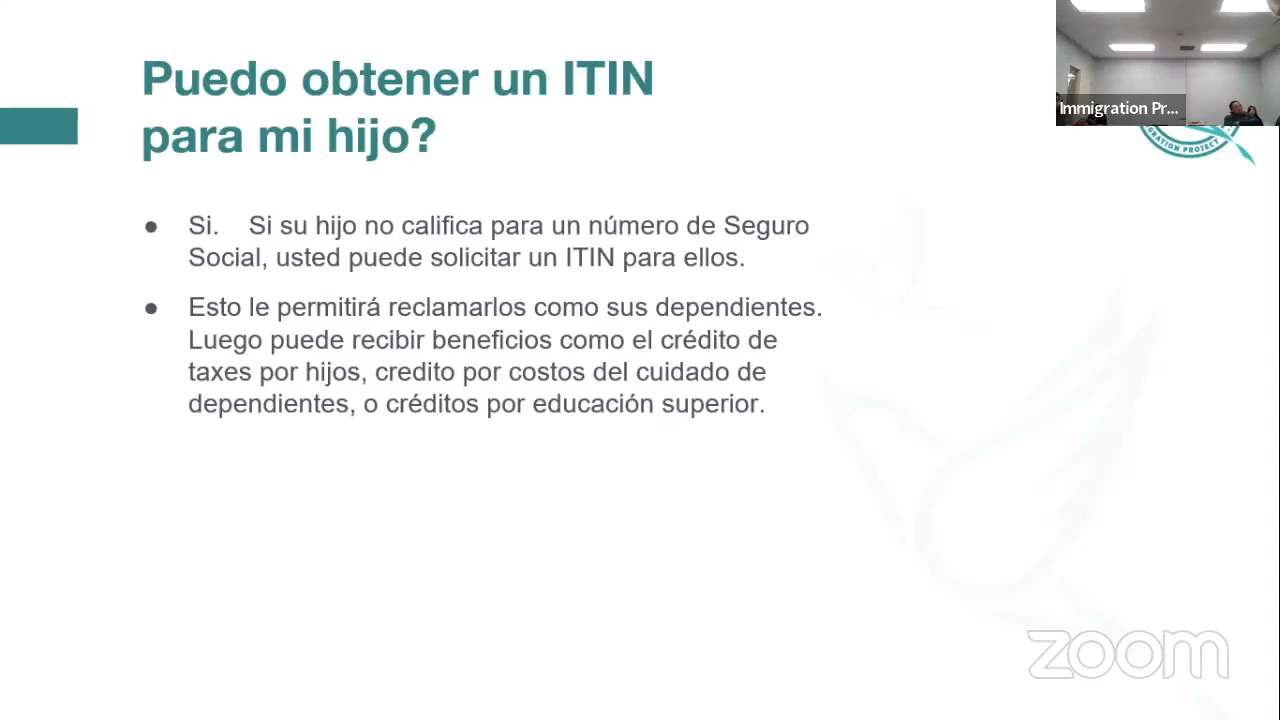 Puedo obtener un ITIN
para mi hijo?
Immigration Pr...
GRATION PROJECT
● Si. Si su hijo no califica para un número de Seguro
Social, usted puede solicitar un ITIN para ellos.
● Esto le permitirá reclamarlos como sus dependientes.
Luego puede recibir beneficios como el crédito de
taxes por hijos, credito por costos del cuidado de
dependientes, o créditos por educación superior.
zoom